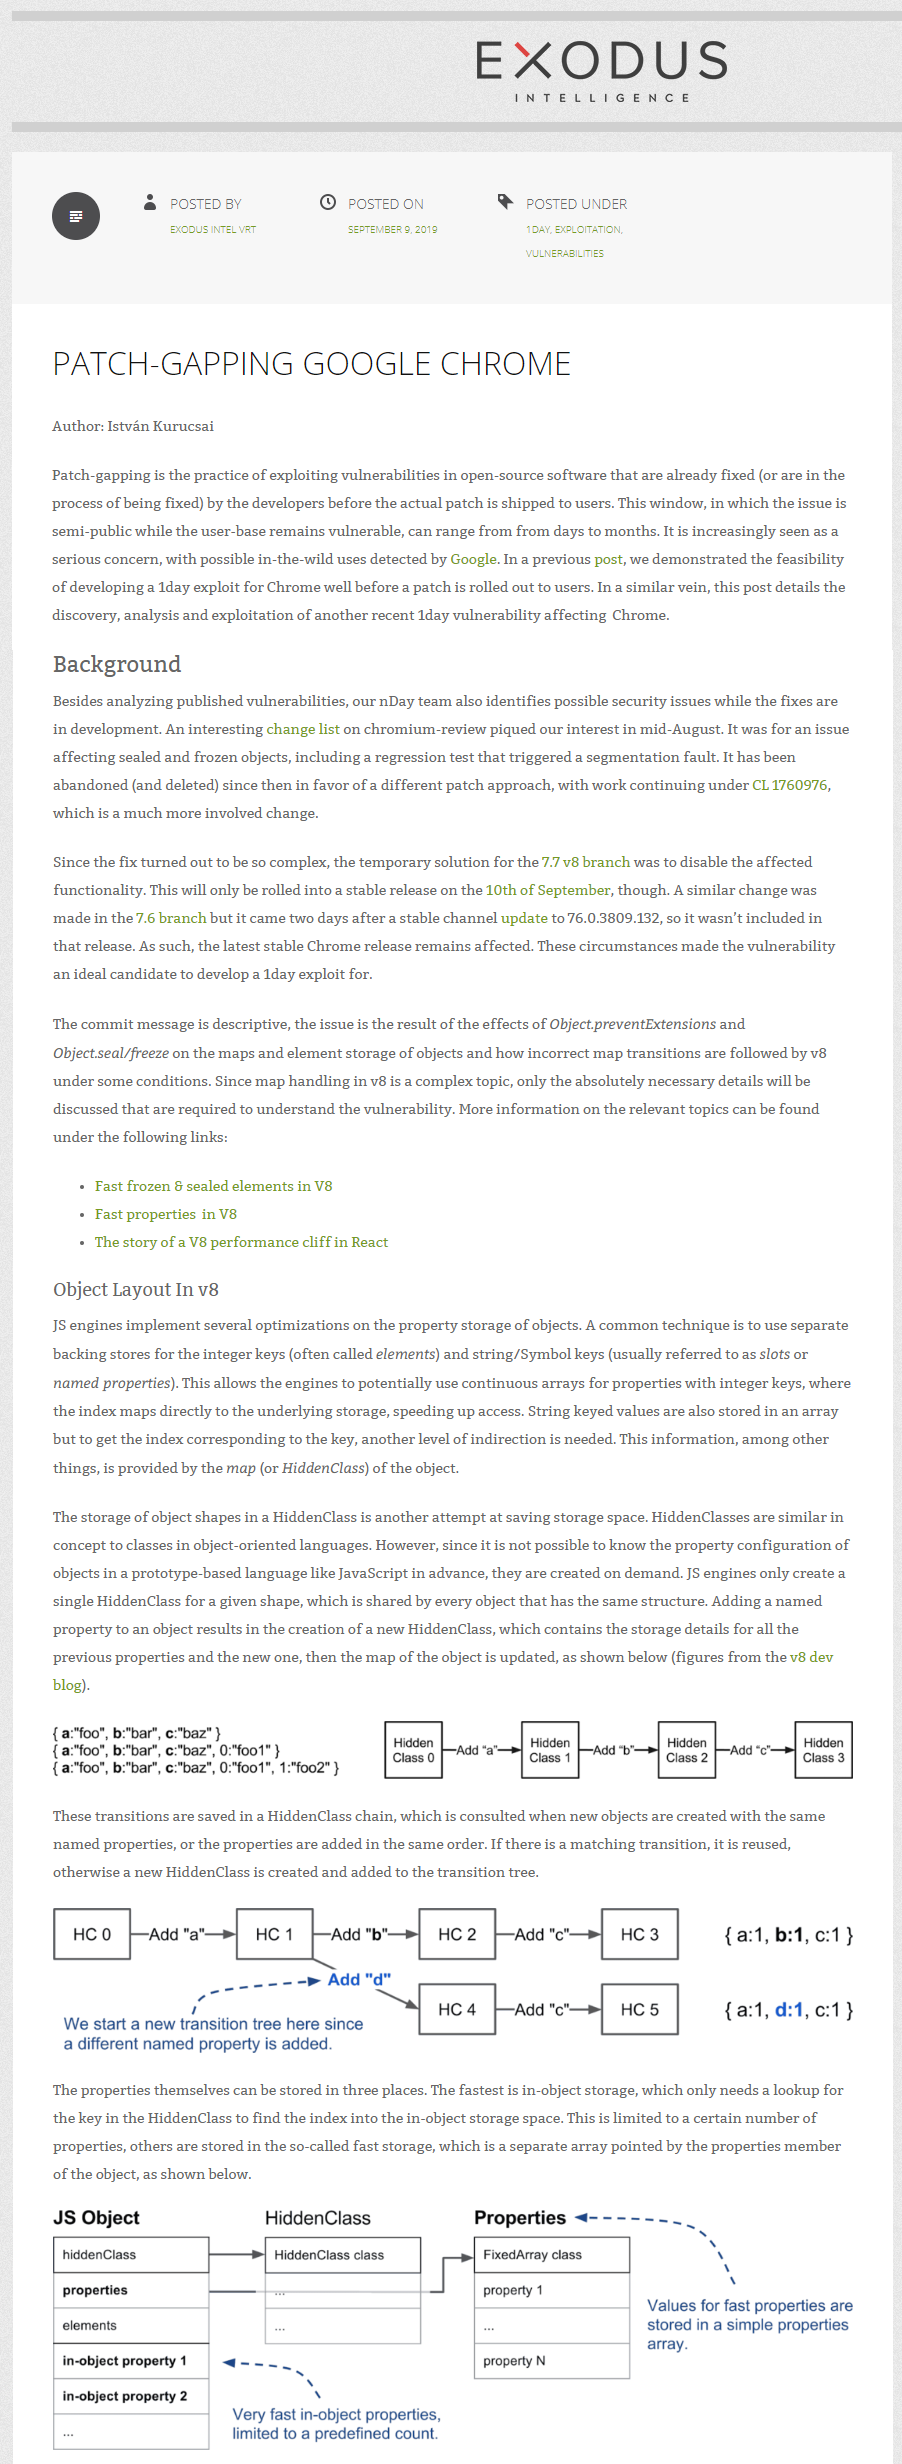 EXODUS
INTELLIGENCE
POSTED BY
EXODUS INTEL VRT
POSTED ON
SEPTEMBER 9, 2019
POSTED UNDER
1DAY, EXPLOITATION,
VULNERABILITIES
PATCH-GAPPING GOOGLE CHROME
Author: István Kurucsai
Patch-gapping is the practice of exploiting vulnerabilities in open-source software that are already fixed (or are in the
process of being fixed) by the developers before the actual patch is shipped to users. This window, in which the issue is
semi-public while the user-base remains vulnerable, can range from from days to months. It is increasingly seen as a
serious concern, with possible in-the-wild uses detected by Google. In a previous post, we demonstrated the feasibility
of developing a 1day exploit for Chrome well before a patch is rolled out to users. In a similar vein, this post details the
discovery, analysis and exploitation of another recent 1day vulnerability affecting Chrome.
Background
Besides analyzing published vulnerabilities, our nDay team also identifies possible security issues while the fixes are
in development. An interesting change list on chromium-review piqued our interest in mid-August. It was for an issue
affecting sealed and frozen objects, including a regression test that triggered a segmentation fault. It has been
abandoned (and deleted) since then in favor of a different patch approach, with work continuing under CL 1760976,
which is a much more involved change.
Since the fix turned out to be so complex, the temporary solution for the 7.7 v8 branch was to disable the affected
functionality. This will only be rolled into a stable release on the 10th of September, though. A similar change was
made in the 7.6 branch but it came two days after a stable channel update to 76.0.3809.132, so it wasn't included in
that release. As such, the latest stable Chrome release remains affected. These circumstances made the vulnerability
an ideal candidate to develop a 1day exploit for.
The commit message is descriptive, the issue is the result of the effects of Object.preventExtensions and
Object.seal/freeze on the maps and element storage of objects and how incorrect map transitions are followed by v8
under some conditions. Since map handling in v8 is a complex topic, only the absolutely necessary details will be
discussed that are required to understand the vulnerability. More information on the relevant topics can be found
under the following links:
• Fast frozen & sealed elements in V8
• Fast properties in V8
• The story of a V8 performance cliff in React
Object Layout In v8
JS engines implement several optimizations on the property storage of objects. A common technique is to use separate
backing stores for the integer keys (often called elements) and string/Symbol keys (usually referred to as slots or
named properties). This allows the engines to potentially use continuous arrays for properties with integer keys, where
the index maps directly to the underlying storage, speeding up access. String keyed values are also stored in an array
but to get the index corresponding to the key, another level of indirection is needed. This information, among other
things, is provided by the map (or HiddenClass) of the object.
The storage of object shapes in a HiddenClass is another attempt at saving storage space. HiddenClasses are similar in
concept to classes in object-oriented languages. However, since it is not possible to know the property configuration of
objects in a prototype-based language like JavaScript in advance, they are created on demand. JS engines only create a
single HiddenClass for a given shape, which is shared by every object that has the same structure. Adding a named
property to an object results in the creation of a new HiddenClass, which contains the storage details for all the
previous properties and the new one, then the map of the object is updated, as shown below (figures from the v8 dev
blog).
{ a:"foo", b:"bar", c:"baz" }
{ a:"foo", b:"bar", c:"baz", 0:"foo1" }
{ a:"foo", b:"bar", c:"baz", 0:"foo1", 1:"foo2" }
Hidden
Class 0
Add "a"
Hidden
Class 1
Add "b"
Hidden
Class 2
Add "c"
Hidden
Class 3
These transitions are saved in a HiddenClass chain, which is consulted when new objects are created with the same
named properties, or the properties are added in the same order. If there is a matching transition, it is reused,
otherwise a new HiddenClass is created and added to the transition tree.
HC 0
Add "a"
HC 1
Add "b"
HC 2
Add "c"
HC 3
{ a:1, b:1, c:1 }
Add "d"
HC 4
Add "c"
HC 5
{ a:1, d:1, c:1 }
We start a new transition tree here since
a different named property is added.
The properties themselves can be stored in three places. The fastest is in-object storage, which only needs a lookup for
the key in the HiddenClass to find the index into the in-object storage space. This is limited to a certain number of
properties, others are stored in the so-called fast storage, which is a separate array pointed by the properties member
of the object, as shown below.
JS Object
hiddenClass
properties
elements
in-object property 1
in-object property 2
...
HiddenClass
HiddenClass class
...
...
Properties
FixedArray class
property 1
...
property N
Values for fast properties are
stored in a simple properties
array.
Very fast in-object properties,
limited to a predefined count.